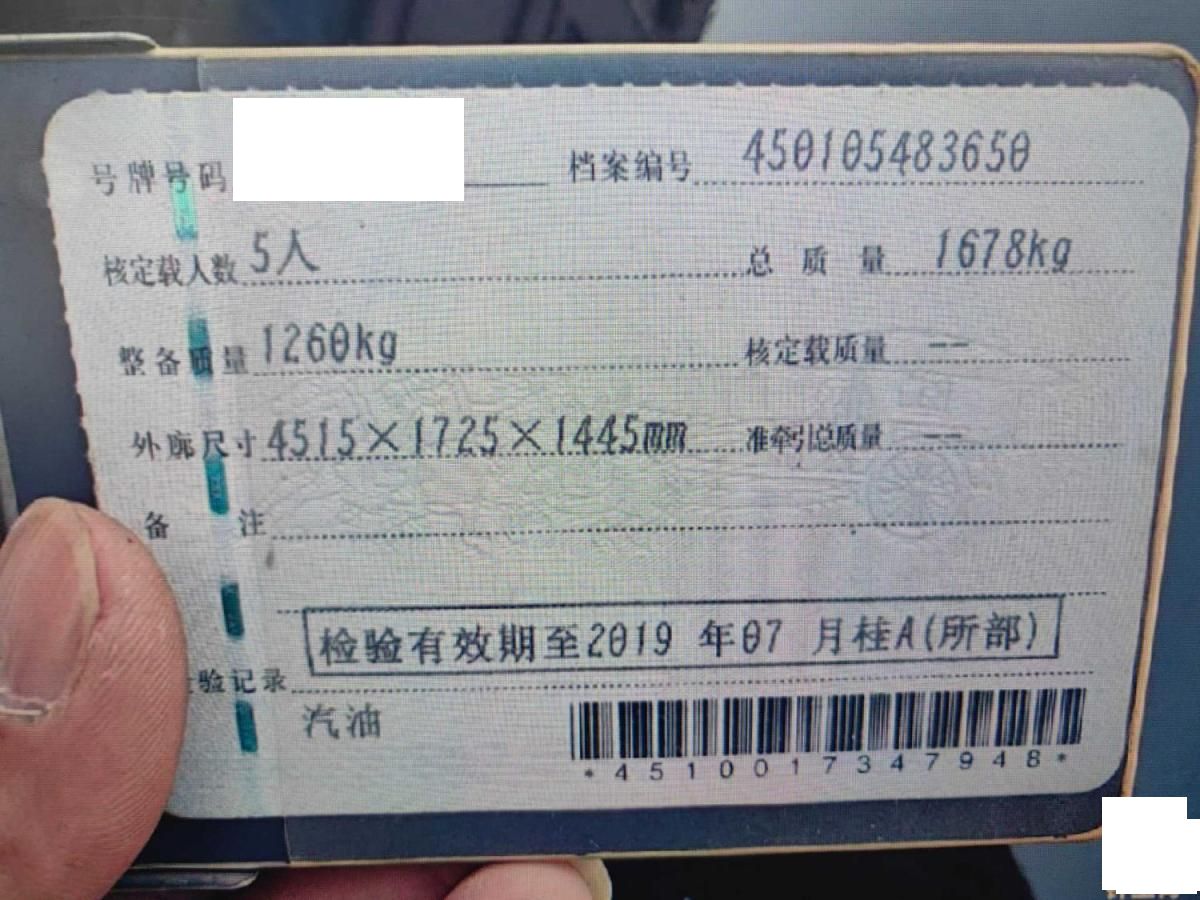 号牌号码 档案编号 450105483650
核定载人数 5人 总质量 1678kg
整备质量 1260kg 核定载质量 --
外廓尺寸 4515×1725×1445mm 准牵引总质量 --
备注
检验有效期至2019年07月桂A(所部)
验记录
汽油
*4510017347948*